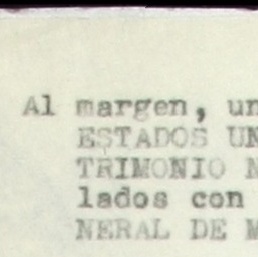 Al margen, un
ESTADOS UN
TRIMONIO N
lados con
NERAL DE M